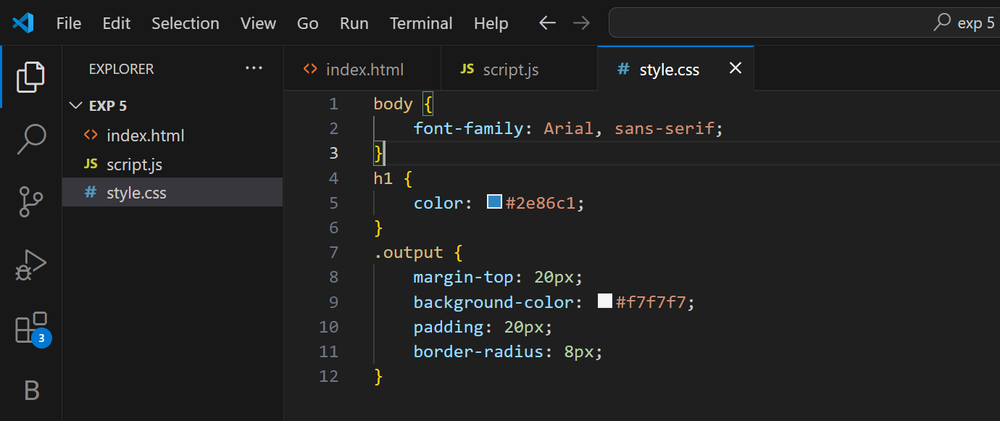 File Edit Selection View Go Run Terminal Help exp 5
EXPLORER ...
EXP 5
index.html
JS script.js
# style.css
3
B
index.html JS script.js # style.css
1 body {
2     font-family: Arial, sans-serif;
3 }
4 h1 {
5     color: #2e86c1;
6 }
7 .output {
8     margin-top: 20px;
9     background-color: #f7f7f7;
10     padding: 20px;
11     border-radius: 8px;
12 }